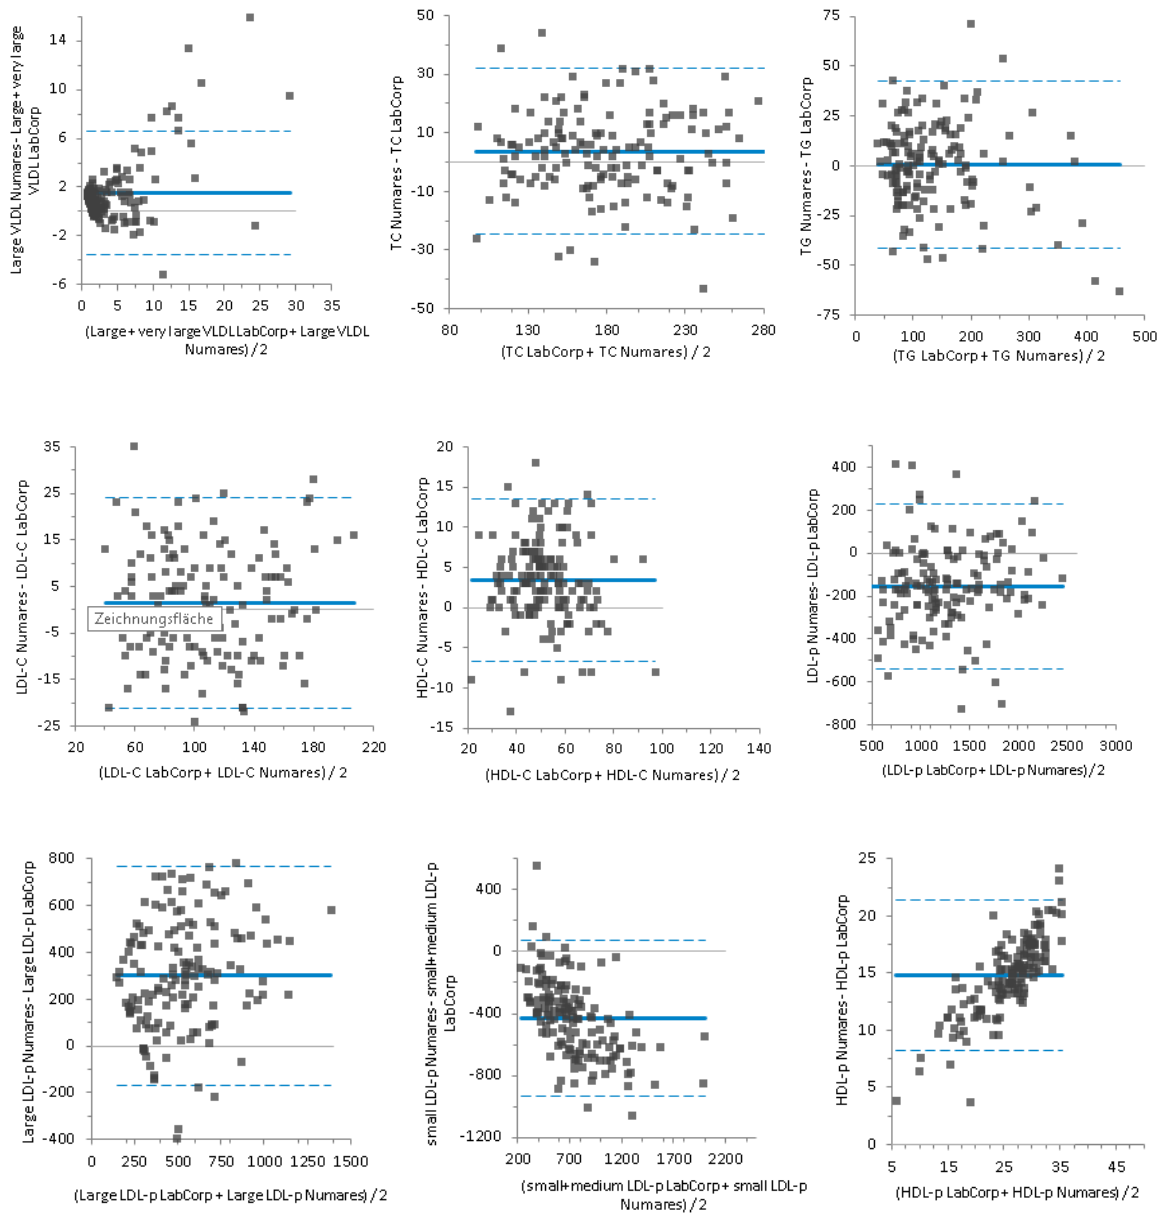 Large VLDL Numares - Large+ very large
VLDL LabCorp
14
10
6
2
-2
-6
0 5 10 15 20 25 30 35
(Large+ very large VLDL LabCorp+ Large VLDL
Numares) / 2
TC Numares - TC LabCorp
50
30
10
-10
-30
-50
80 130 180 230 280
(TC LabCorp+ TC Numares) / 2
TG Numares - TG LabCorp
75
50
25
0
-25
-50
-75
0 100 200 300 400 500
(TG LabCorp+ TG Numares) / 2
LDL-C Numares - LDL-C LabCorp
35
25
15
5
-5
-15
-25
Zeichnungsfläche
20 60 100 140 180 220
(LDL-C LabCorp+ LDL-C Numares) / 2
HDL-C Numares - HDL-C LabCorp
20
15
10
5
0
-5
-10
-15
20 40 60 80 100 120 140
(HDL-C LabCorp+ HDL-C Numares) / 2
LDL-p Numares- LDL-p LabCorp
400
200
0
-200
-400
-600
-800
500 1000 1500 2000 2500 3000
(LDL-p LabCorp+ LDL-p Numares) / 2
Large LDL-p Numares- Large LDL-p LabCorp
800
600
400
200
0
-200
-400
0 250 500 750 1000 1250 1500
(Large LDL-p LabCorp + Large LDL-p Numares) / 2
small LDL-p Numares- small+medium LDL-p
LabCorp
400
0
-400
-800
-1200
200 700 1200 1700 2200
(small+medium LDL-p LabCorp+ small LDL-p
Numares) / 2
HDL-p Numares - HDL-p LabCorp
25
20
15
10
5
0
5 15 25 35 45
(HDL-p LabCorp+ HDL-p Numares) / 2